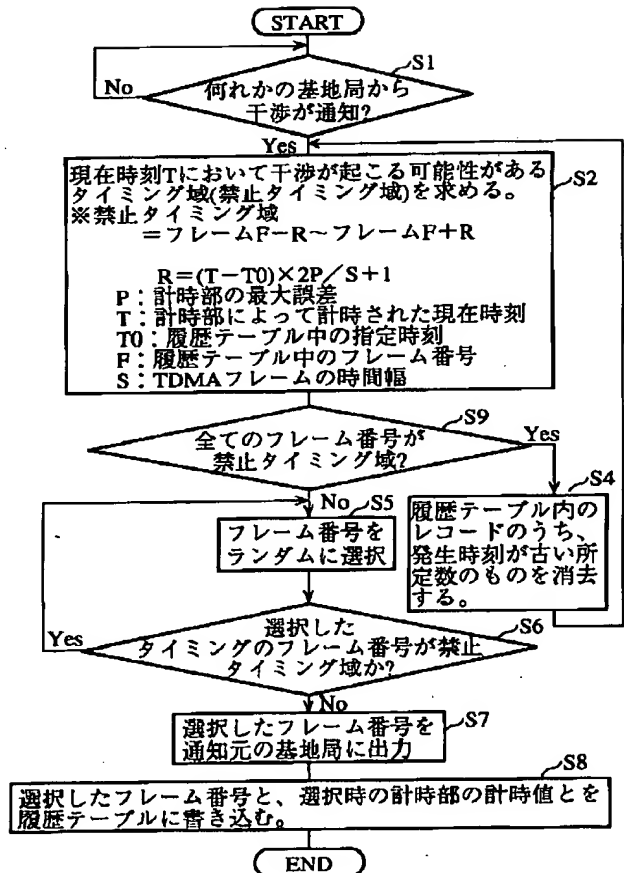 START
S1
No
何れかの基地局から
干渉が通知?
Yes
S2
現在時刻Tにおいて干渉が起こる可能性がある
タイミング域(禁止タイミング域)を求める。
※禁止タイミング域
＝フレームF－R～フレームF＋R
R＝(T－T0)×2P／S＋1
P：計時部の最大誤差
T：計時部によって計時された現在時刻
T0：履歴テーブル中の指定時刻
F：履歴テーブル中のフレーム番号
S：TDMAフレームの時間幅
S9
全てのフレーム番号が
禁止タイミング域?
Yes
No
S4
履歴テーブル内の
レコードのうち、
発生時刻が古い所
定数のものを消去
する。
S5
フレーム番号を
ランダムに選択
S6
選択した
タイミングのフレーム番号が禁止
タイミング域か?
Yes
No
S7
選択したフレーム番号を
通知元の基地局に出力
S8
選択したフレーム番号と、選択時の計時部の計時値とを
履歴テーブルに書き込む。
END